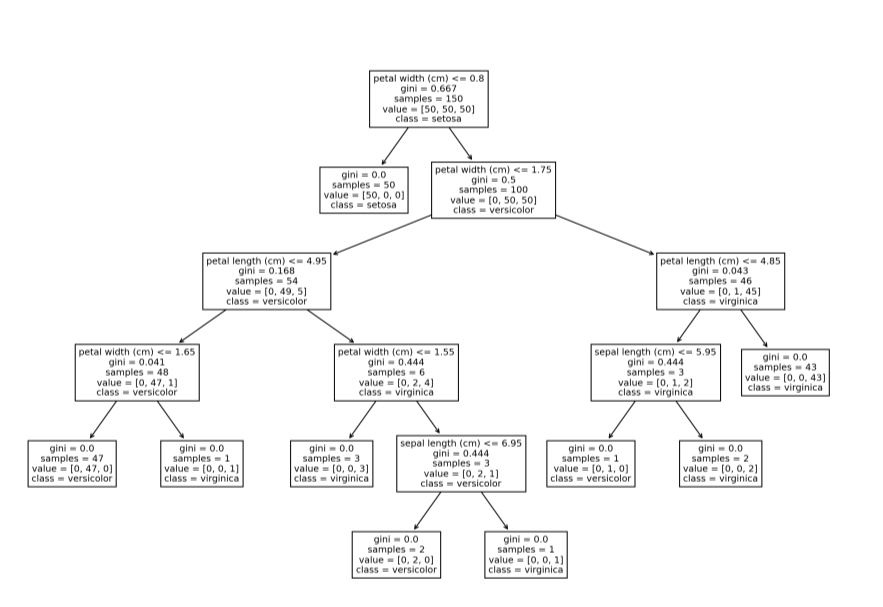 petal width (cm) <= 0.8
gini = 0.667
samples = 150
value = [50, 50, 50]
class = setosa
gini = 0.0
samples = 50
value = [50, 0, 0]
class = setosa
petal width (cm) <= 1.75
gini = 0.5
samples = 100
value = [0, 50, 50]
class = versicolor
petal length (cm) <= 4.95
gini = 0.168
samples = 54
value = [0, 49, 5]
class = versicolor
petal length (cm) <= 4.85
gini = 0.043
samples = 46
value = [0, 1, 45]
class = virginica
petal width (cm) <= 1.65
gini = 0.041
samples = 48
value = [0, 47, 1]
class = versicolor
petal width (cm) <= 1.55
gini = 0.444
samples = 6
value = [0, 2, 4]
class = virginica
sepal length (cm) <= 5.95
gini = 0.444
samples = 3
value = [0, 1, 2]
class = virginica
gini = 0.0
samples = 43
value = [0, 0, 43]
class = virginica
gini = 0.0
samples = 47
value = [0, 47, 0]
class = versicolor
gini = 0.0
samples = 1
value = [0, 0, 1]
class = virginica
gini = 0.0
samples = 3
value = [0, 0, 3]
class = virginica
sepal length (cm) <= 6.95
gini = 0.444
samples = 3
value = [0, 2, 1]
class = versicolor
gini = 0.0
samples = 1
value = [0, 1, 0]
class = versicolor
gini = 0.0
samples = 2
value = [0, 0, 2]
class = virginica
gini = 0.0
samples = 2
value = [0, 2, 0]
class = versicolor
gini = 0.0
samples = 1
value = [0, 0, 1]
class = virginica